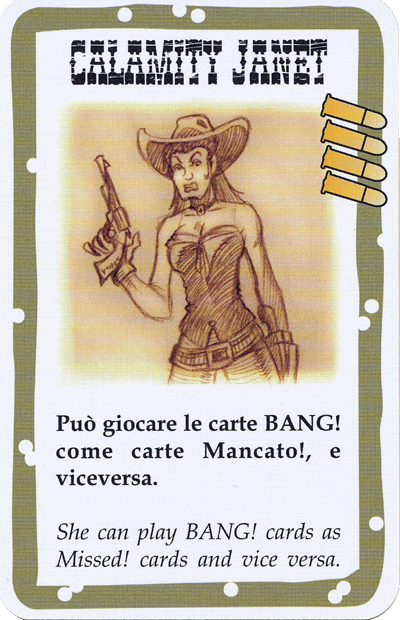 CALAMITY JANET
Può giocare le carte BANG!
come carte Mancato!, e
viceversa.
She can play BANG! cards as
Missed! cards and vice versa.